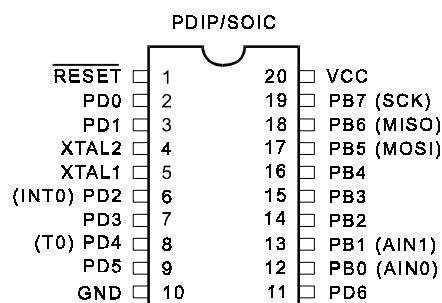 PDIP/SOIC
RESET 1 20 VCC
PD0 2 19 PB7 (SCK)
PD1 3 18 PB6 (MISO)
XTAL2 4 17 PB5 (MOSI)
XTAL1 5 16 PB4
(INT0) PD2 6 15 PB3
PD3 7 14 PB2
(T0) PD4 8 13 PB1 (AIN1)
PD5 9 12 PB0 (AIN0)
GND 10 11 PD6